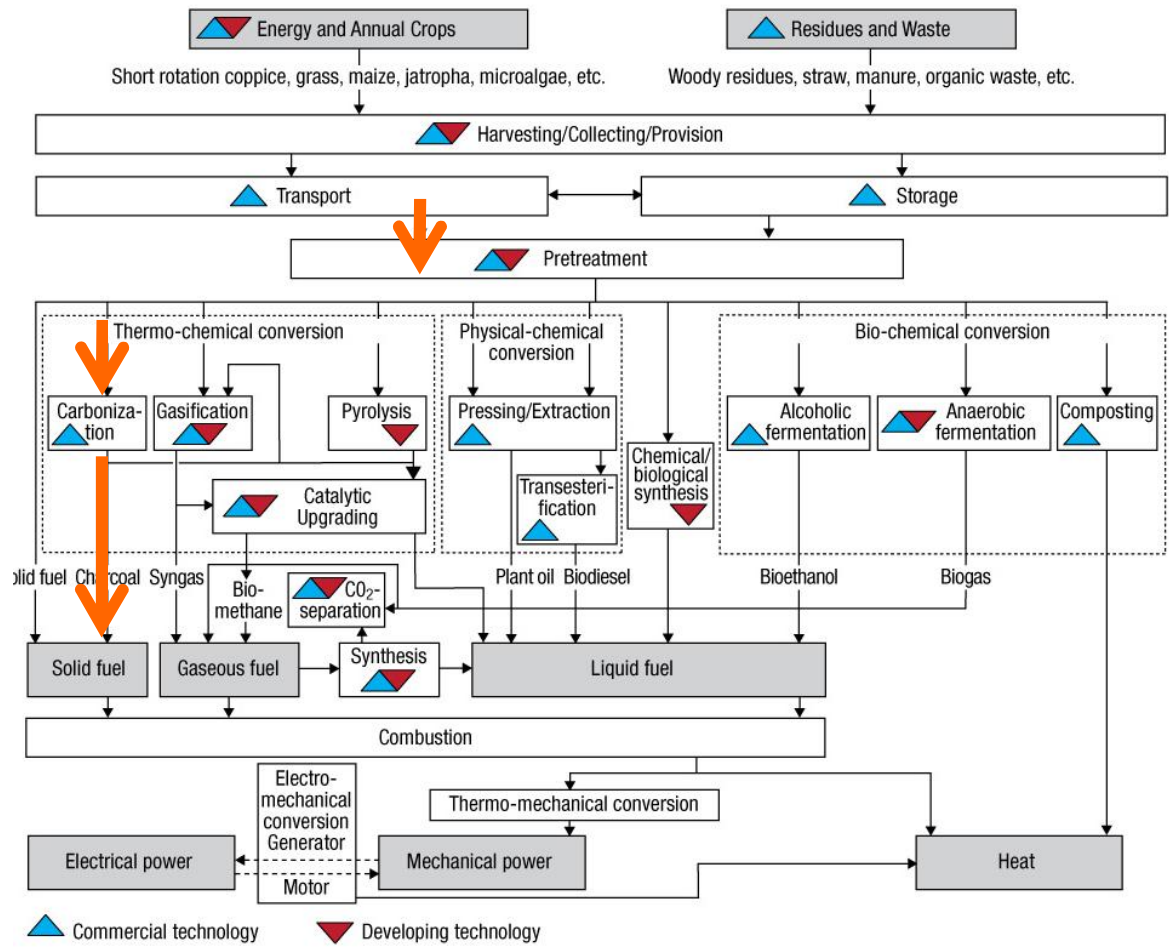 Energy and Annual Crops
Residues and Waste
Short rotation coppice, grass, maize, jatropha, microalgae, etc.
Woody residues, straw, manure, organic waste, etc.
Harvesting/Collecting/Provision
Transport
Storage
Pretreatment
Thermo-chemical conversion
Physical-chemical
conversion
Bio-chemical conversion
Carboniza-
tion
Gasification
Pyrolysis
Pressing/Extraction
Alcoholic
fermentation
Anaerobic
fermentation
Composting
Chemical/
biological
synthesis
Catalytic
Upgrading
Transesteri-
fication
olid fuel
Charcoal
Syngas
Bio-
methane
CO₂-
separation
Plant oil
Biodiesel
Bioethanol
Biogas
Solid fuel
Gaseous fuel
Synthesis
Liquid fuel
Combustion
Electro-
mechanical
conversion
Generator
Thermo-mechanical conversion
Electrical power
Mechanical power
Heat
Motor
Commercial technology
Developing technology